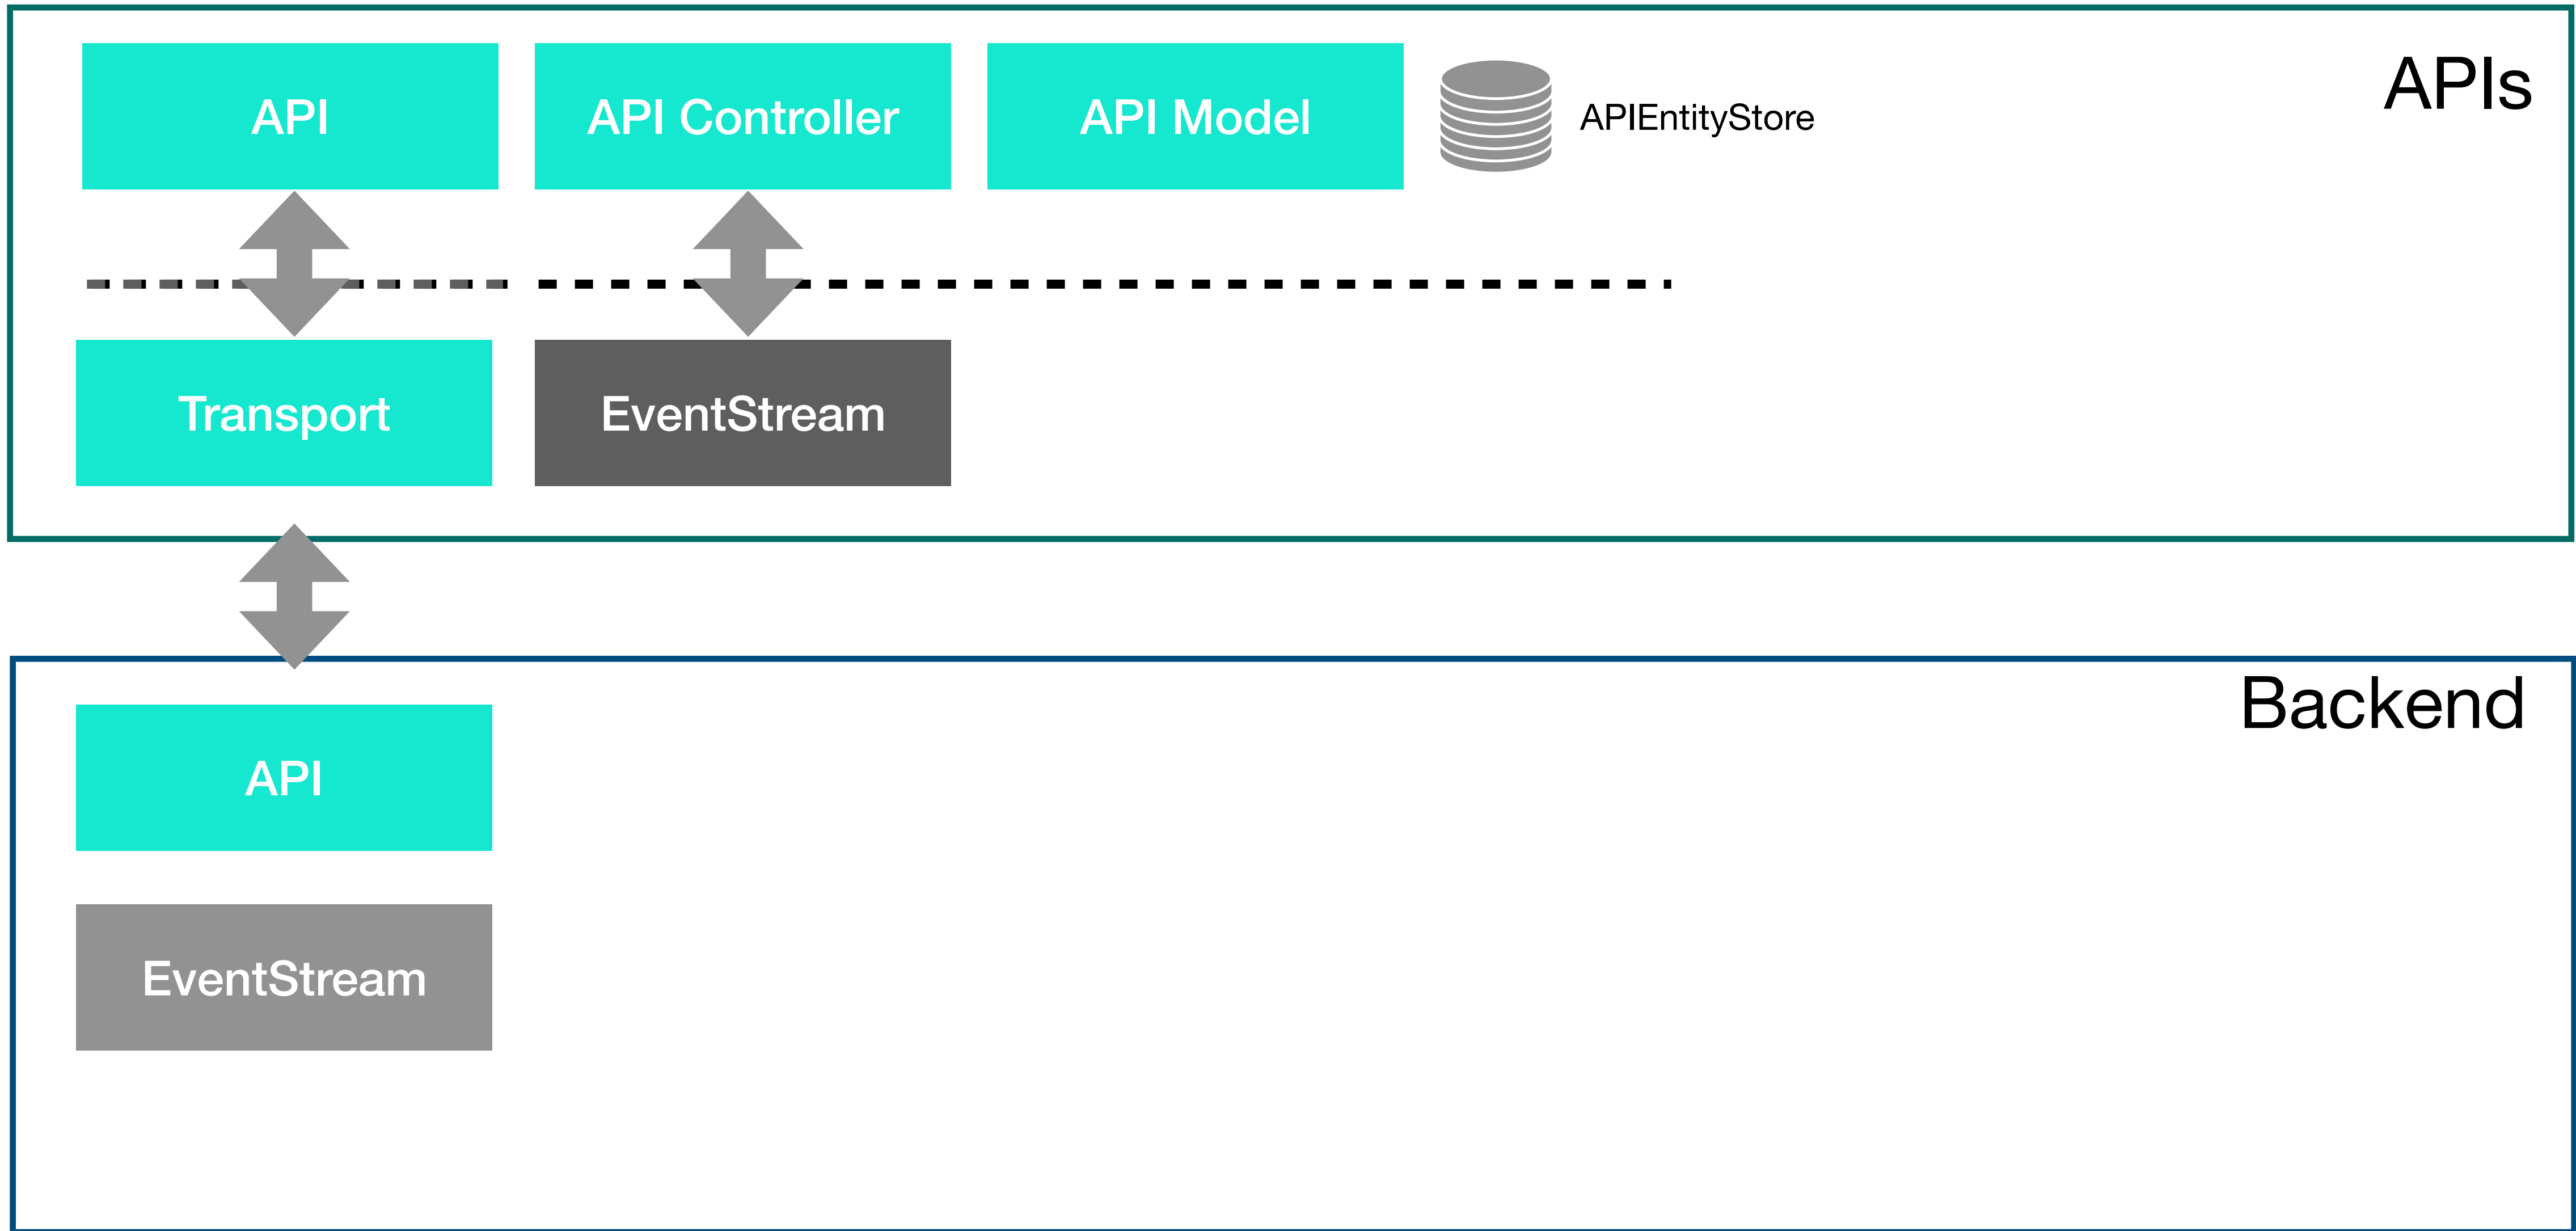 APIs
API
API Controller
API Model
APIEntityStore
Transport
EventStream
Backend
API
EventStream